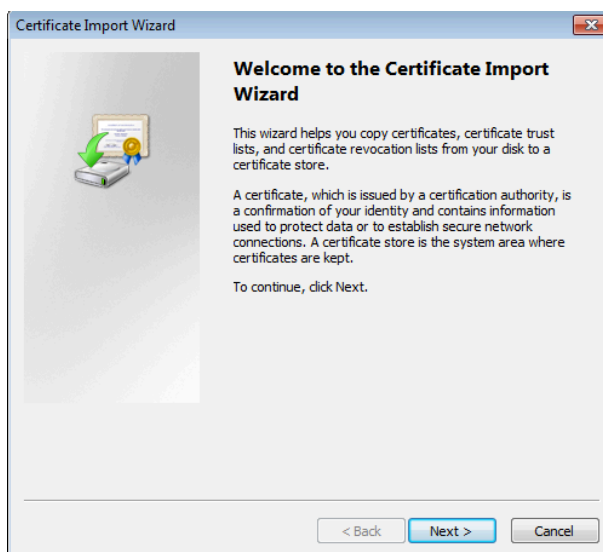 Certificate Import Wizard
Welcome to the Certificate Import
Wizard
This wizard helps you copy certificates, certificate trust
lists, and certificate revocation lists from your disk to a
certificate store.
A certificate, which is issued by a certification authority, is
a confirmation of your identity and contains information
used to protect data or to establish secure network
connections. A certificate store is the system area where
certificates are kept.
To continue, click Next.
< Back Next > Cancel